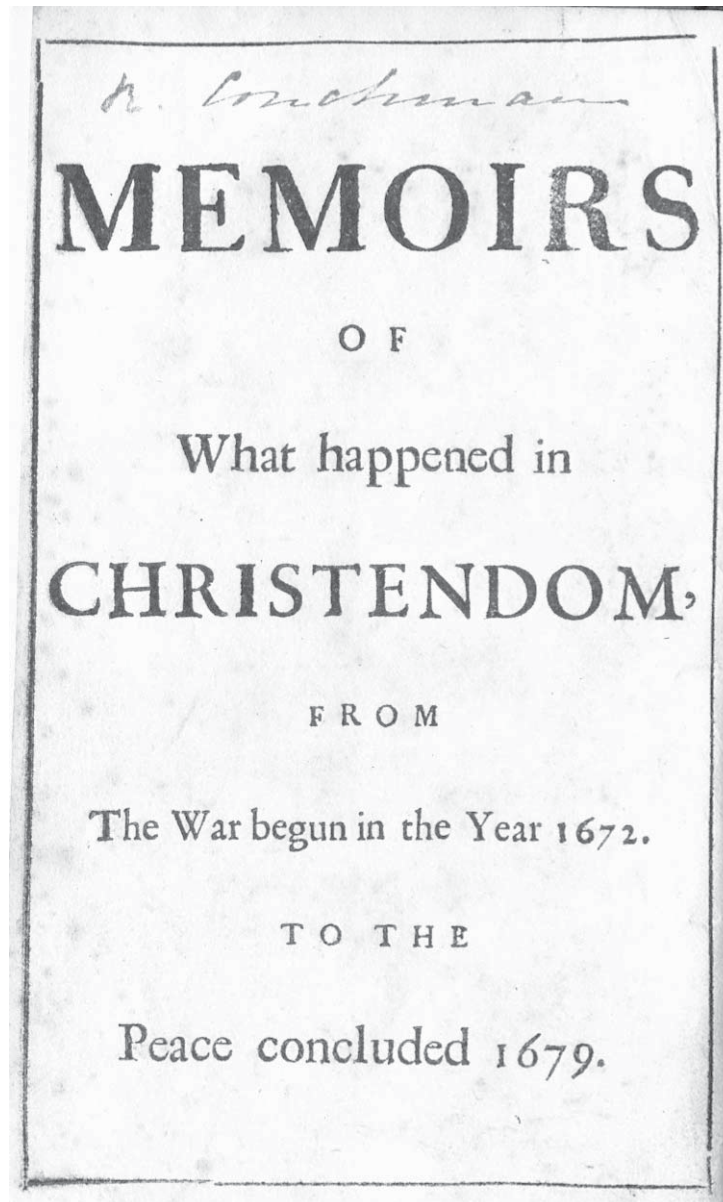 R. Couchman
MEMOIRS
OF
What happened in
CHRISTENDOM,
FROM
The War begun in the Year 1672.
TO THE
Peace concluded 1679.